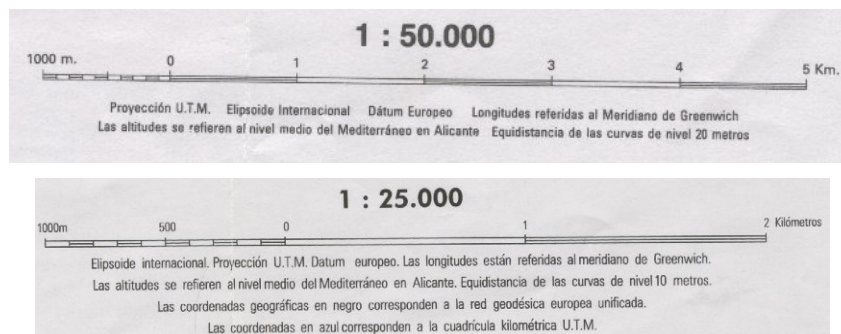 1 : 50.000
1000 m. 0 1 2 3 4 5 Km.
Proyección U.T.M. Elipsoide Internacional Dátum Europeo Longitudes referidas al Meridiano de Greenwich
Las altitudes se refieren al nivel medio del Mediterráneo en Alicante Equidistancia de las curvas de nivel 20 metros
1 : 25.000
1000m 500 0 1 2 Kilómetros
Elipsoide internacional. Proyección U.T.M. Datum europeo. Las longitudes están referidas al meridiano de Greenwich.
Las altitudes se refieren al nivel medio del Mediterráneo en Alicante. Equidistancia de las curvas de nivel 10 metros.
Las coordenadas geográficas en negro corresponden a la red geodésica europea unificada.
Las coordenadas en azul corresponden a la cuadrícula kilométrica U.T.M.